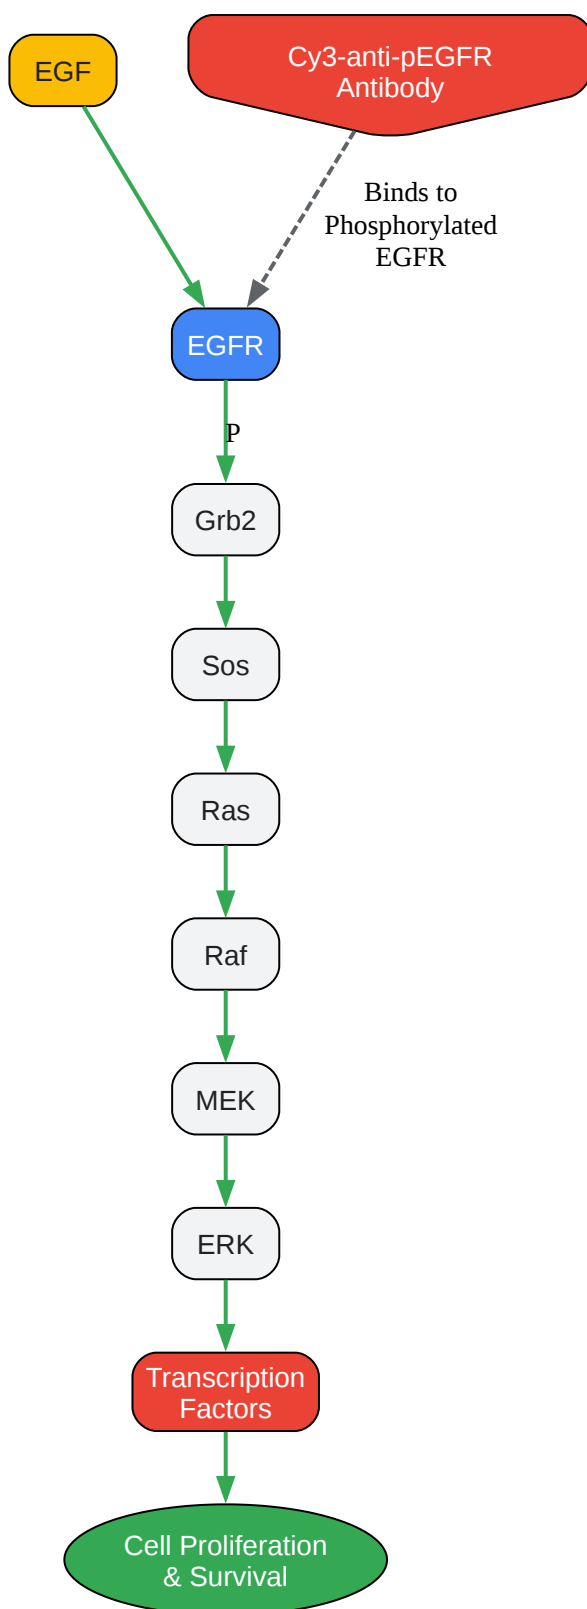 EGF
Cy3-anti-pEGFR
Antibody
Binds to
Phosphorylated
EGFR
EGFR
P
Grb2
Sos
Ras
Raf
MEK
ERK
Transcription
Factors
Cell Proliferation
& Survival